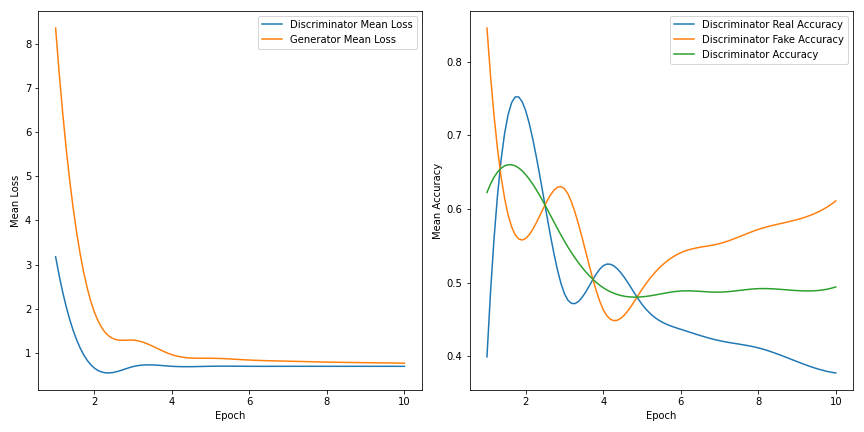 Discriminator Mean Loss
Generator Mean Loss
8
7
6
5
4
3
2
1
Mean Loss
2
4
6
8
10
Epoch
Discriminator Real Accuracy
Discriminator Fake Accuracy
Discriminator Accuracy
0.8
0.7
0.6
0.5
0.4
Mean Accuracy
2
4
6
8
10
Epoch